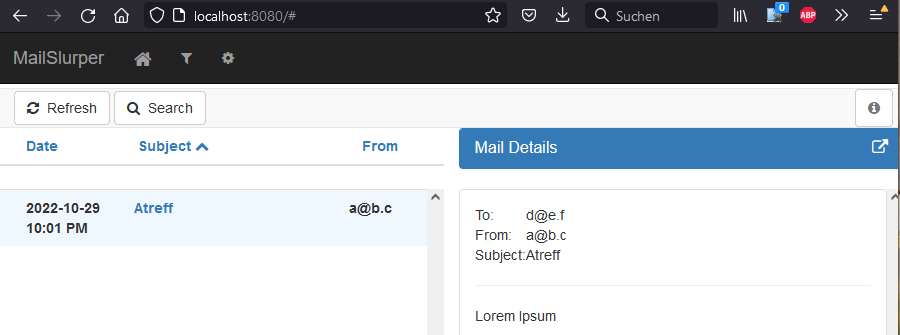 localhost:8080/#
Suchen
0
ABP
MailSlurper
Refresh
Search
Date Subject From
Mail Details
2022-10-29
10:01 PM
Atreff
a@b.c
To: d@e.f
From: a@b.c
Subject:Atreff
Lorem Ipsum